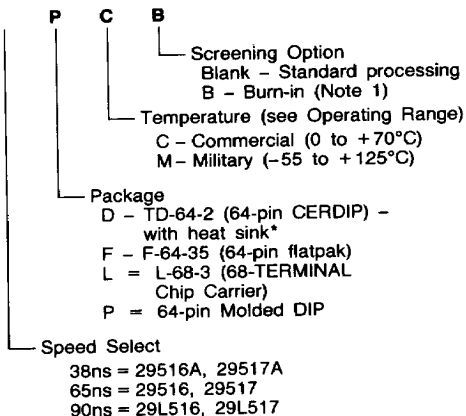 P C B
Screening Option
Blank – Standard processing
B – Burn-in (Note 1)
Temperature (see Operating Range)
C – Commercial (0 to +70°C)
M – Military (–55 to +125°C)
Package
D – TD-64-2 (64-pin CERDIP) –
with heat sink*
F – F-64-35 (64-pin flatpak)
L = L-68-3 (68-TERMINAL
Chip Carrier)
P = 64-pin Molded DIP
Speed Select
38ns = 29516A, 29517A
65ns = 29516, 29517
90ns = 29L516, 29L517